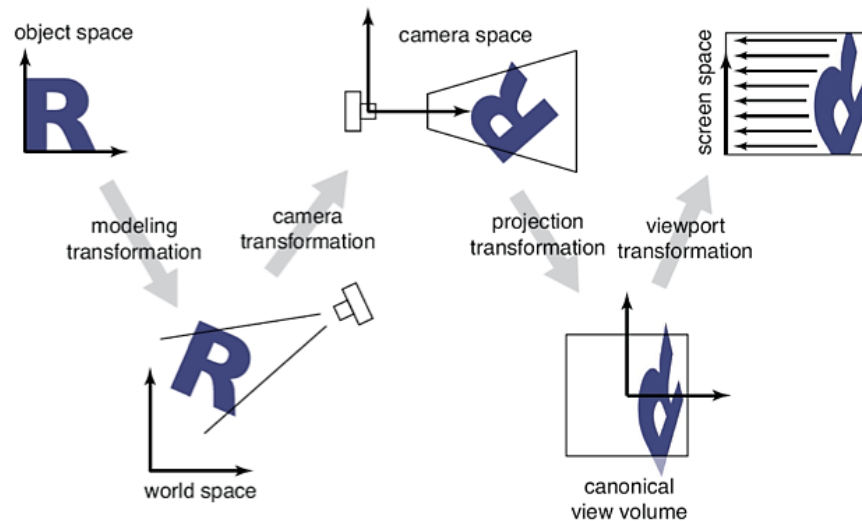 object space
R
camera space
R
screen space
R
modeling
transformation
camera
transformation
projection
transformation
viewport
transformation
R
R
world space
canonical
view volume